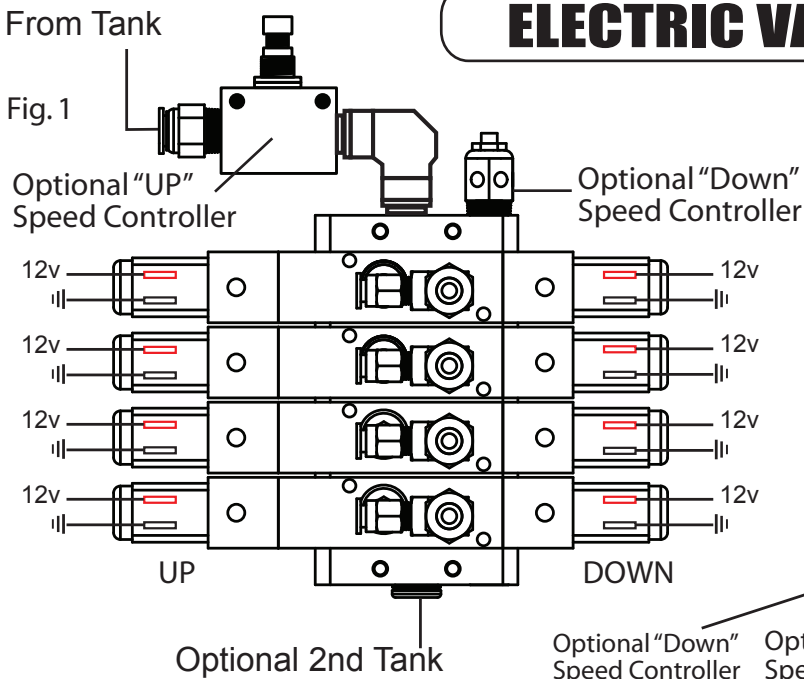 From Tank
ELECTRIC
Fig. 1
Optional "UP"
Speed Controller
Optional "Down"
Speed Controller
12v
12v
12v
12v
12v
12v
12v
12v
UP
DOWN
Optional 2nd Tank
Optional "Down"
Speed Controller